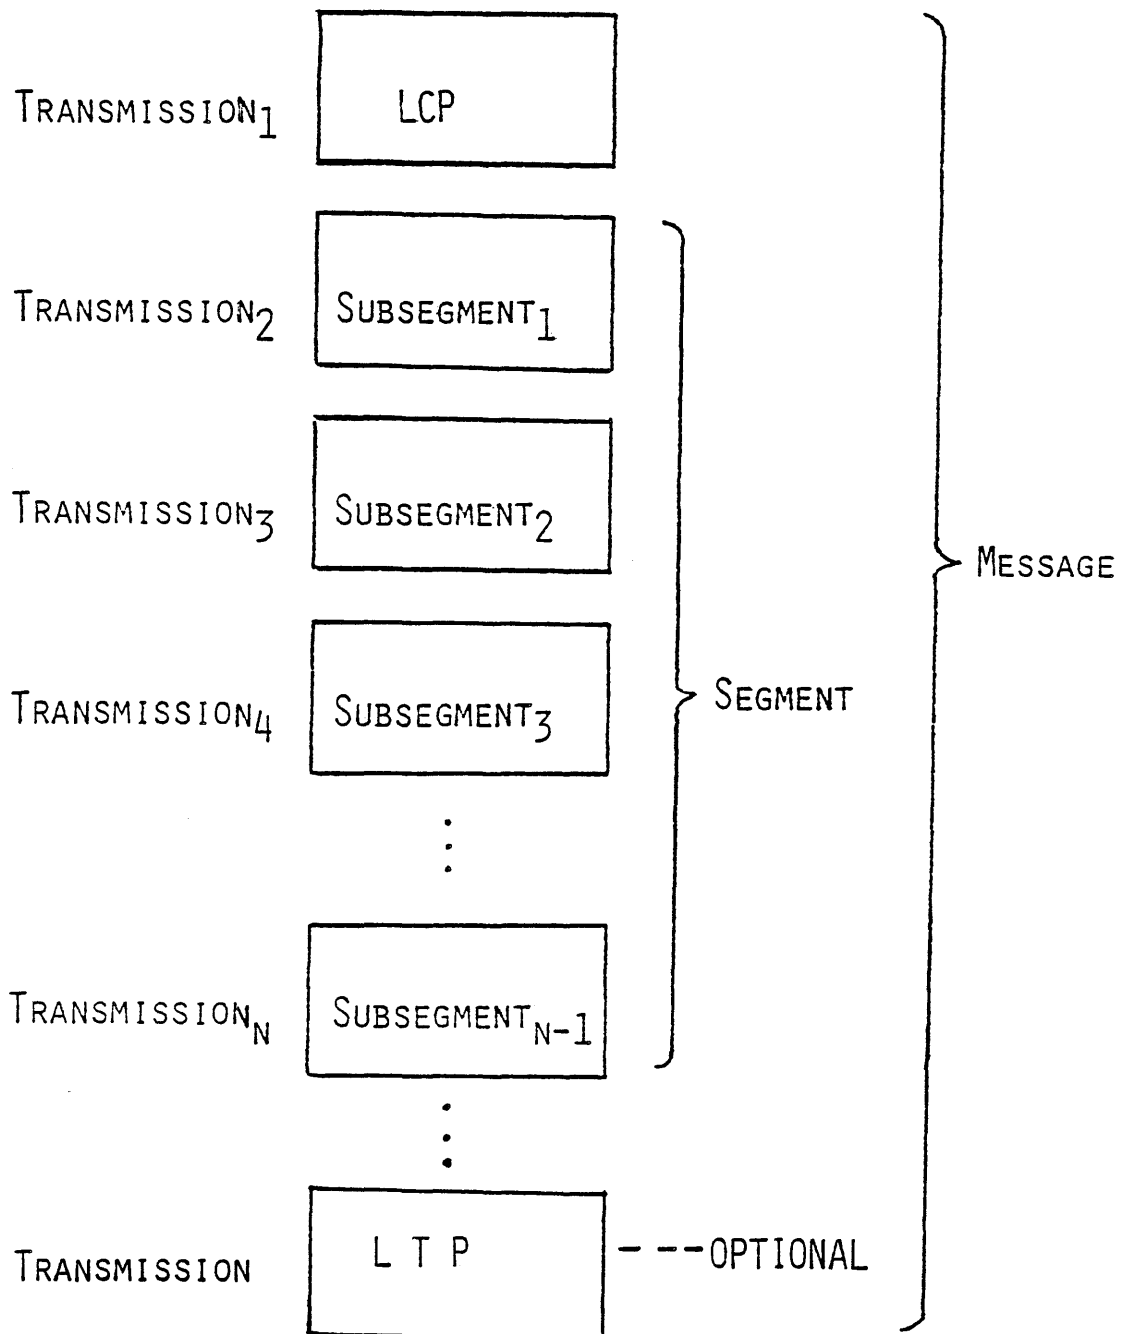 TRANSMISSION1 LCP
TRANSMISSION2 SUBSEGMENT1
TRANSMISSION3 SUBSEGMENT2
MESSAGE
TRANSMISSION4 SUBSEGMENT3 SEGMENT
TRANSMISSIONN SUBSEGMENTN-1
TRANSMISSION L T P ---OPTIONAL